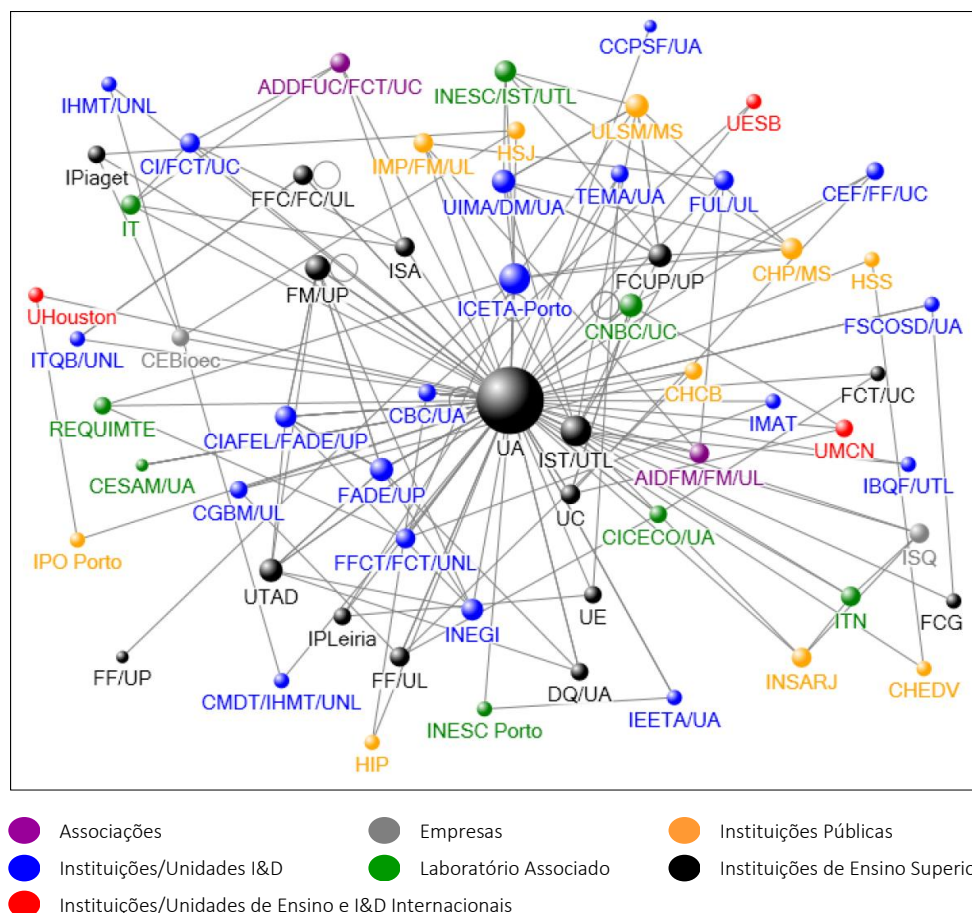 CCPSF/UA
ADDFUC/FCT/UC
INESC/IST/UTL
IHMT/UNL
ULSM/MS
UESB
HSJ
CI/FCT/UC
IMP/FM/UL
IPiaget
FFC/FC/UL
UIMA/DM/UA
TEMA/UA
FUL/UL
CEF/FF/UC
IT
ISA
FCUP/UP
CHP/MS
HSS
FM/UP
ICETA-Porto
UHouston
CNBC/UC
FSCOSD/UA
ITQB/UNL
CEBioec
CHCB
FCT/UC
REQUIMTE
CIAFEL/FADE/UP
CBC/UA
UA
IST/UTL
IMAT
UMCN
CESAM/UA
FADE/UP
AIDFM/FM/UL
IBQF/UTL
CGBM/UL
UC
CICECO/UA
IPO Porto
FFCT/FCT/UNL
ISQ
UTAD
IPLeiria
INEGI
UE
ITN
FCG
FF/UP
CMDT/IHMT/UNL
FF/UL
DQ/UA
INSARJ
CHEDV
INESC Porto
IEETA/UA
HIP
Associações
Empresas
Instituições Públicas
Instituições/Unidades I&D
Laboratório Associado
Instituições de Ensino Superio
Instituições/Unidades de Ensino e I&D Internacionais